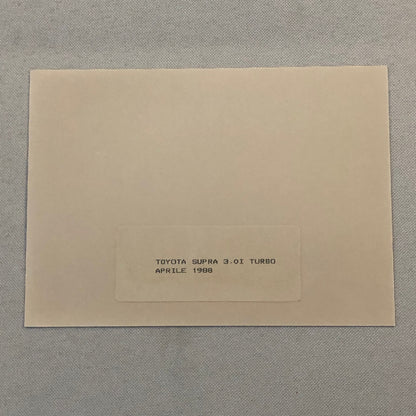 TOYOTA SUPRA 3.0I TURBO
APRILE 1988